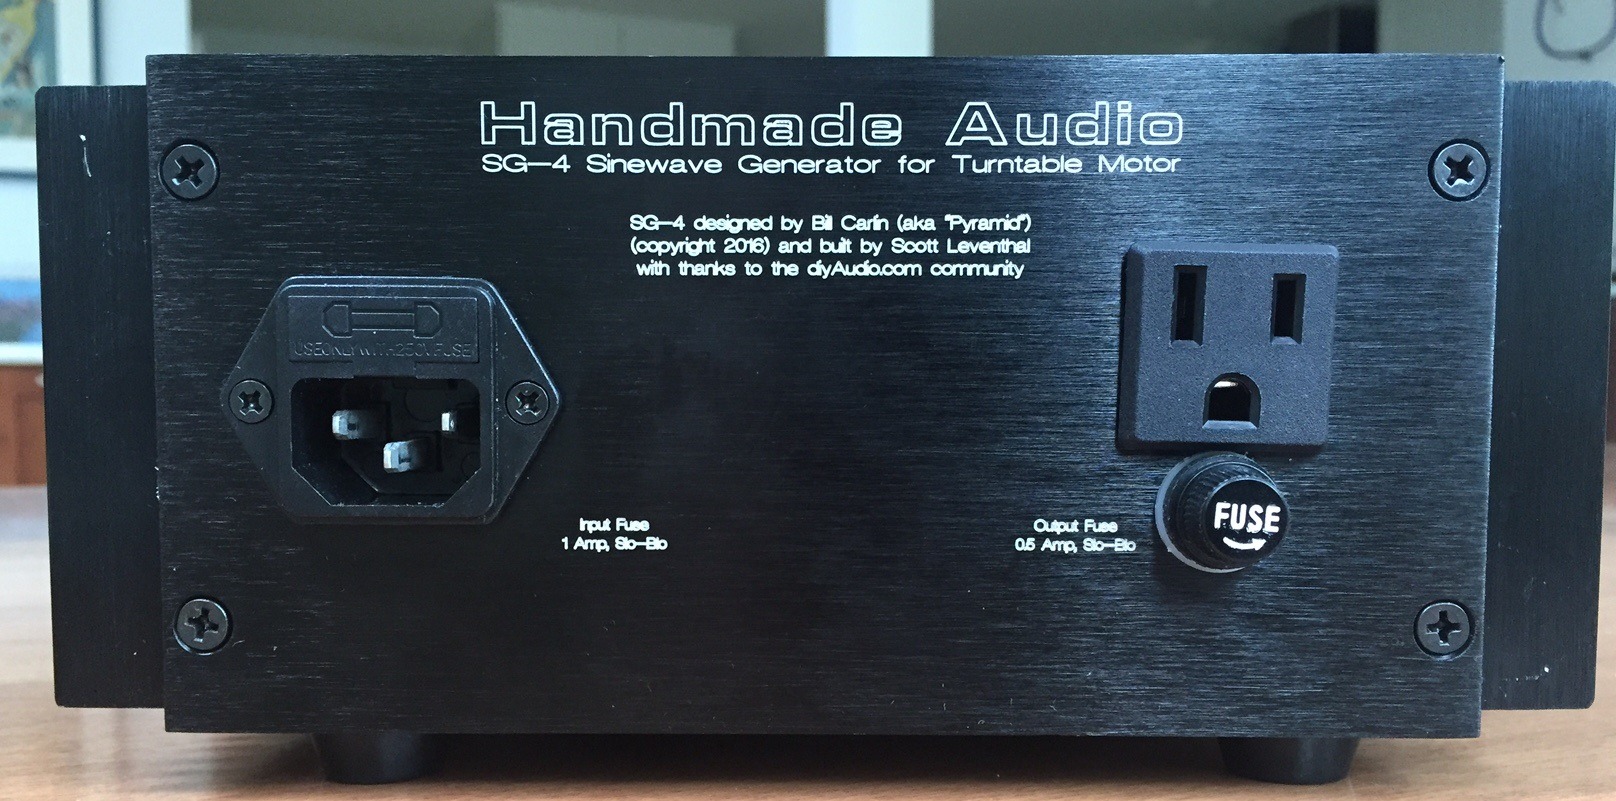 Handmade Audio
SG-4 Sinewave Generator for Turntable Motor
SG-4 designed by Bill Carlin (aka "Pyramid")
(copyright 2016) and built by Scott Leventhal
with thanks to the diyAudio.com community
USE ONLY WITH 250V FUSE
Input Fuse
1 Amp, Slo-Blo
Output Fuse
0.5 Amp, Slo-Blo
FUSE